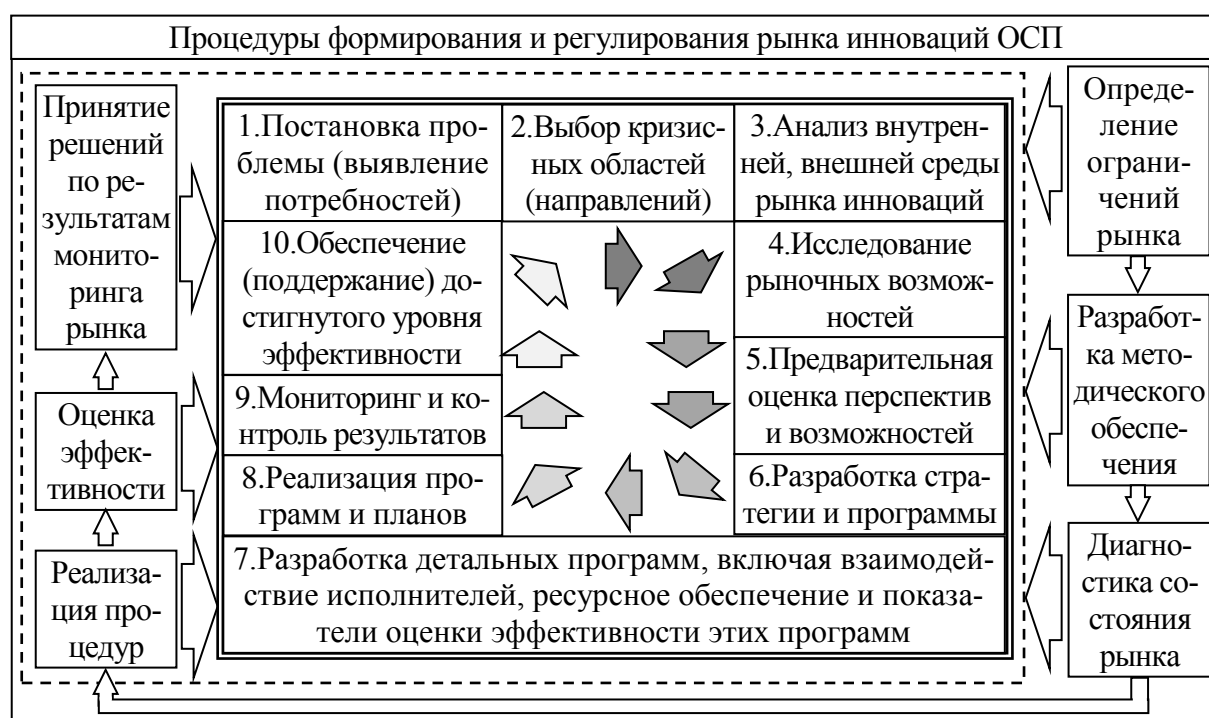 Процедуры формирования и регулирования рынка инноваций ОСП
Принятие
решений
по ре-
зультатам
монито-
ринга
рынка
Оценка
эффек-
тивности
Реализа-
ция про-
цедур
1.Постановка про-
блемы (выявление
потребностей)
2.Выбор кризис-
ных областей
(направлений)
3.Анализ внутрен-
ней, внешней среды
рынка инноваций
10.Обеспечение
(поддержание) до-
стигнутого уровня
эффективности
4.Исследование
рыночных возмож-
ностей
5.Предварительная
оценка перспектив
и возможностей
9.Мониторинг и ко-
нтроль результатов
8.Реализация про-
грамм и планов
6.Разработка стра-
тегии и программы
7.Разработка детальных программ, включая взаимодей-
ствие исполнителей, ресурсное обеспечение и показа-
тели оценки эффективности этих программ
Опреде-
ление
ограни-
чений
рынка
Разработ-
ка мето-
дического
обеспе-
чения
Диагно-
стика со-
стояния
рынка